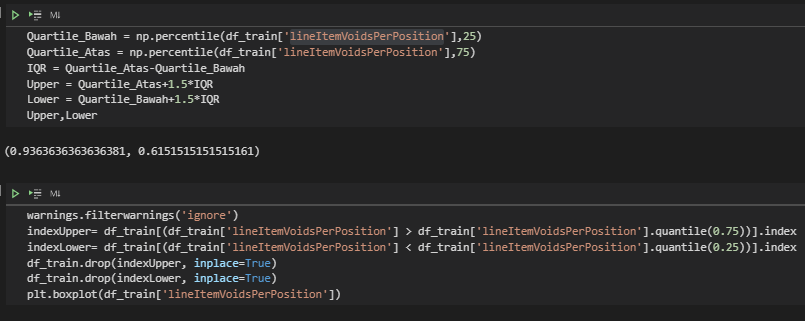 M↓
Quartile_Bawah = np.percentile(df_train['lineItemVoidsPerPosition'],25)
Quartile_Atas = np.percentile(df_train['lineItemVoidsPerPosition'],75)
IQR = Quartile_Atas-Quartile_Bawah
Upper = Quartile_Atas+1.5*IQR
Lower = Quartile_Bawah+1.5*IQR
Upper,Lower
(0.9363636363636381, 0.6151515151515161)
M↓
warnings.filterwarnings('ignore')
indexUpper= df_train[(df_train['lineItemVoidsPerPosition'] > df_train['lineItemVoidsPerPosition'].quantile(0.75))].index
indexLower= df_train[(df_train['lineItemVoidsPerPosition'] < df_train['lineItemVoidsPerPosition'].quantile(0.25))].index
df_train.drop(indexUpper, inplace=True)
df_train.drop(indexLower, inplace=True)
plt.boxplot(df_train['lineItemVoidsPerPosition'])